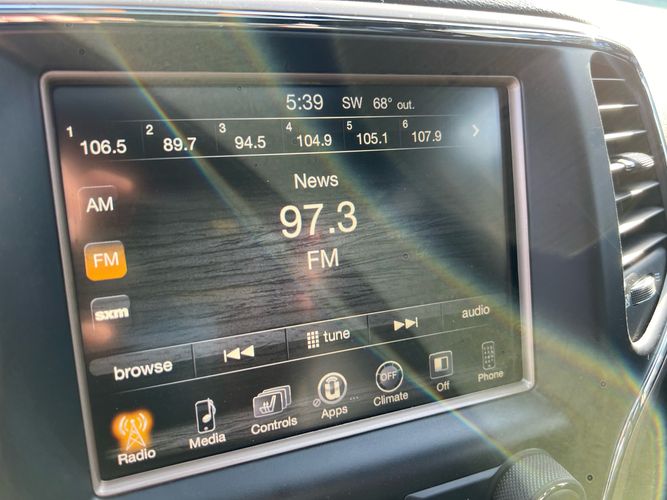 5:39 SW 68° out.
1 106.5 2 89.7 3 94.5 4 104.9 5 105.1 6 107.9
News
AM
97.3
FM
FM
sxm
browse tune audio
Radio Media Controls Apps OFF Climate Off Phone